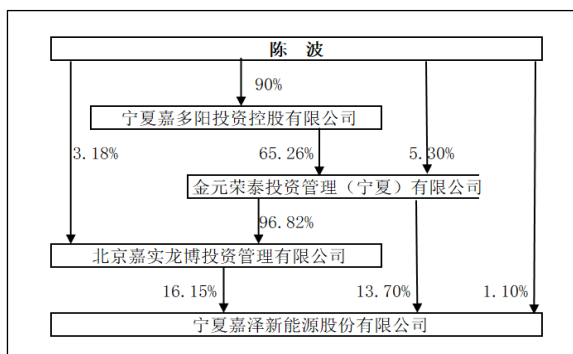 陈 波
90%
宁夏嘉多阳投资控股有限公司
3.18%
65.26%
5.30%
金元荣泰投资管理（宁夏）有限公司
96.82%
北京嘉实龙博投资管理有限公司
16.15%
13.70%
1.10%
宁夏嘉泽新能源股份有限公司